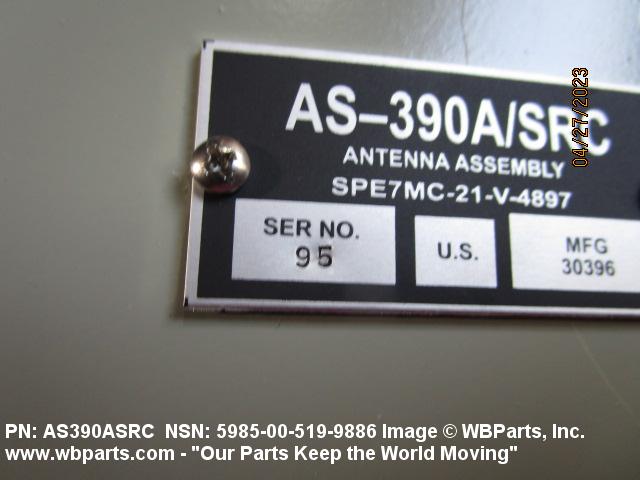 AS-390A/SRC
ANTENNA ASSEMBLY
SPE7MC-21-V-4897
SER NO.
95
U.S.
MFG
30396
04/27/2023
PN: AS390ASRC NSN: 5985-00-519-9886 Image © WBParts, Inc.
www.wbparts.com - "Our Parts Keep the World Moving"